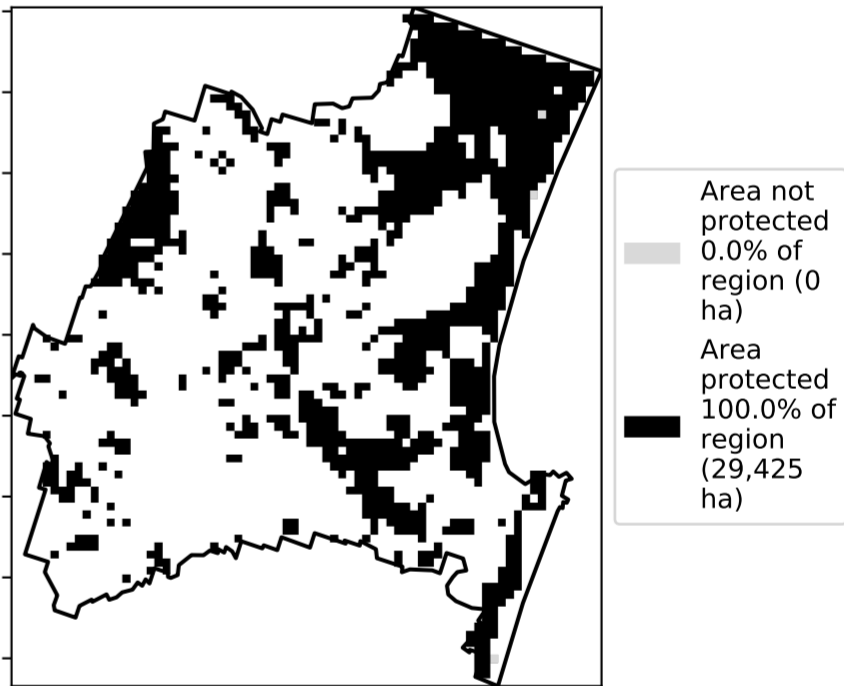 Area not
protected
0.0% of
region (0
ha)
Area
protected
100.0% of
region
(29,425
ha)